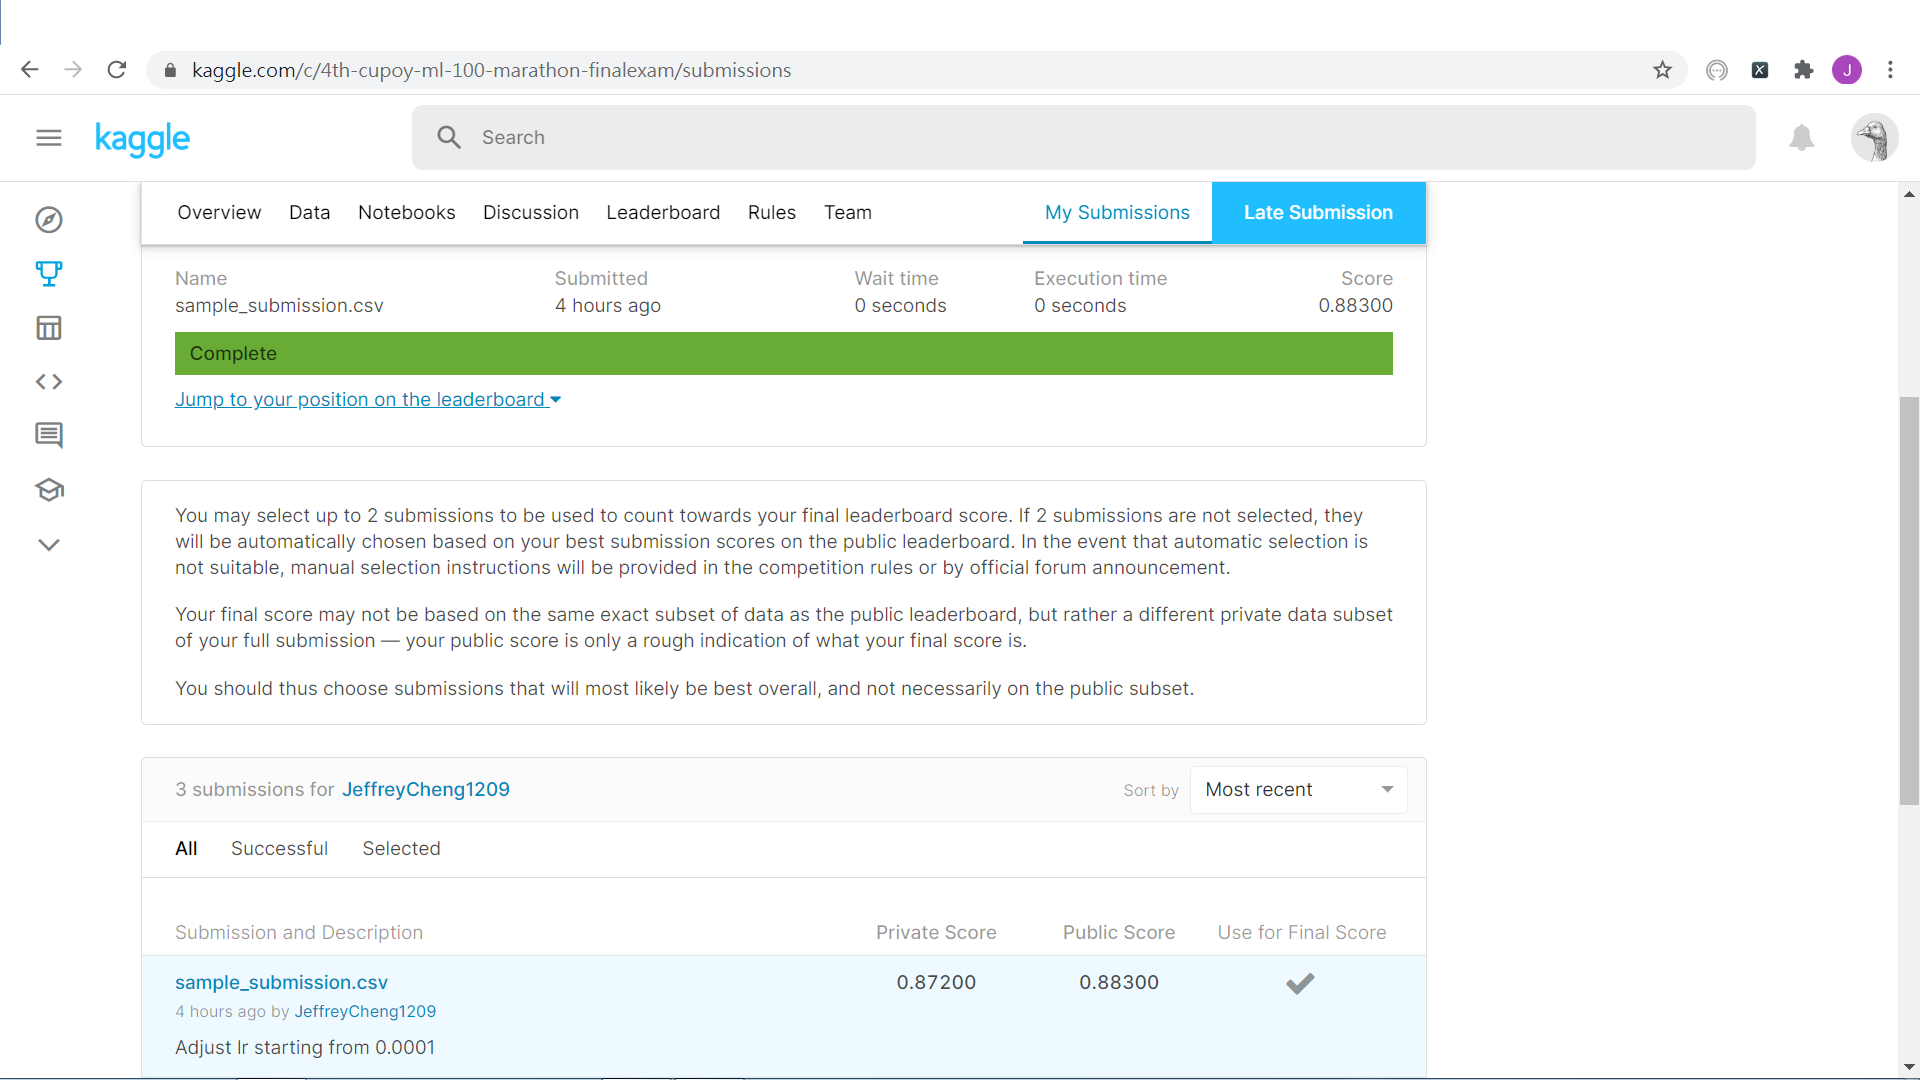 kaggle.com/c/4th-cupoy-ml-100-marathon-finalexam/submissions
J
kaggle
Search
Overview Data Notebooks Discussion Leaderboard Rules Team My Submissions Late Submission
Name Submitted Wait time Execution time Score
sample_submission.csv 4 hours ago 0 seconds 0 seconds 0.88300
Complete
Jump to your position on the leaderboard
You may select up to 2 submissions to be used to count towards your final leaderboard score. If 2 submissions are not selected, they
will be automatically chosen based on your best submission scores on the public leaderboard. In the event that automatic selection is
not suitable, manual selection instructions will be provided in the competition rules or by official forum announcement.
Your final score may not be based on the same exact subset of data as the public leaderboard, but rather a different private data subset
of your full submission — your public score is only a rough indication of what your final score is.
You should thus choose submissions that will most likely be best overall, and not necessarily on the public subset.
3 submissions for JeffreyCheng1209 Sort by Most recent
All Successful Selected
Submission and Description Private Score Public Score Use for Final Score
sample_submission.csv 0.87200 0.88300
4 hours ago by JeffreyCheng1209
Adjust lr starting from 0.0001